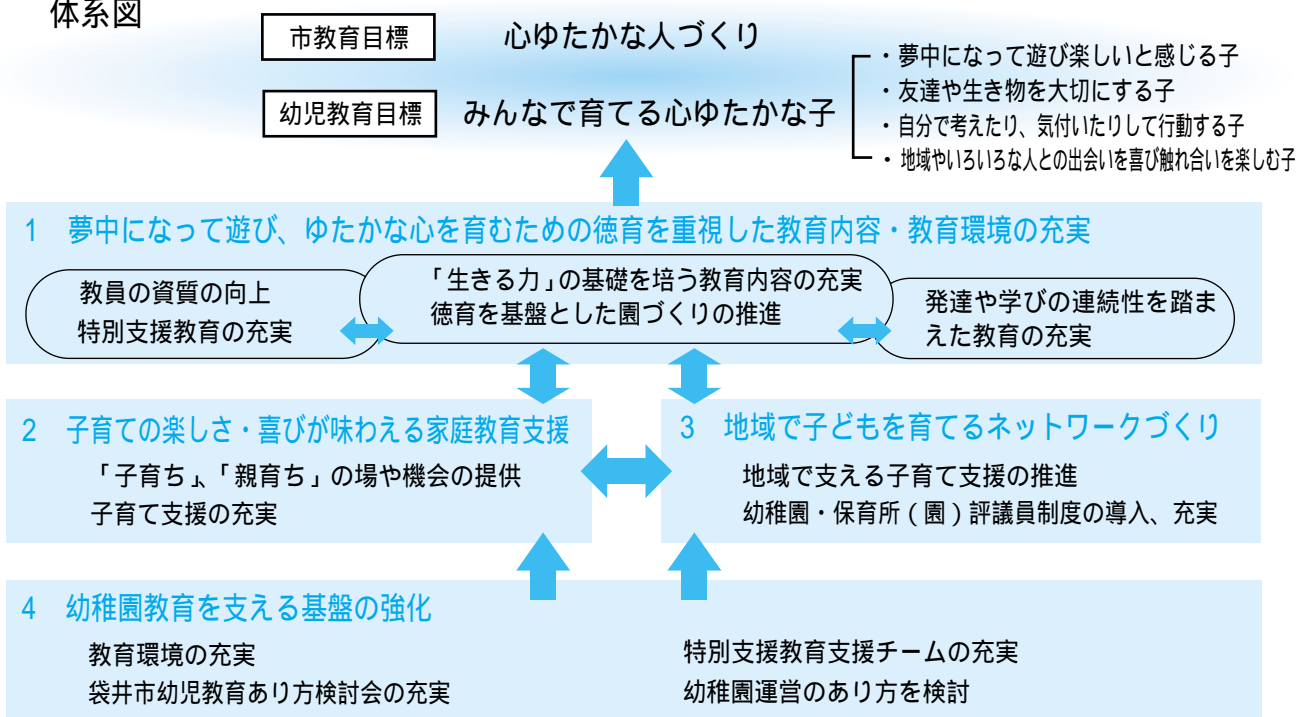 体系図
市教育目標　心ゆたかな人づくり
幼児教育目標　みんなで育てる心ゆたかな子
・夢中になって遊び楽しいと感じる子
・友達や生き物を大切にする子
・自分で考えたり、気付いたりして行動する子
・地域やいろいろな人との出会いを喜び触れ合いを楽しむ子
1　夢中になって遊び、ゆたかな心を育むための徳育を重視した教育内容・教育環境の充実
教員の資質の向上
特別支援教育の充実
「生きる力」の基礎を培う教育内容の充実
徳育を基盤とした園づくりの推進
発達や学びの連続性を踏ま
えた教育の充実
2　子育ての楽しさ・喜びが味わえる家庭教育支援
「子育ち」、「親育ち」の場や機会の提供
子育て支援の充実
3　地域で子どもを育てるネットワークづくり
地域で支える子育て支援の推進
幼稚園・保育所（園）評議員制度の導入、充実
4　幼稚園教育を支える基盤の強化
教育環境の充実
袋井市幼児教育あり方検討会の充実
特別支援教育支援チームの充実
幼稚園運営のあり方を検討